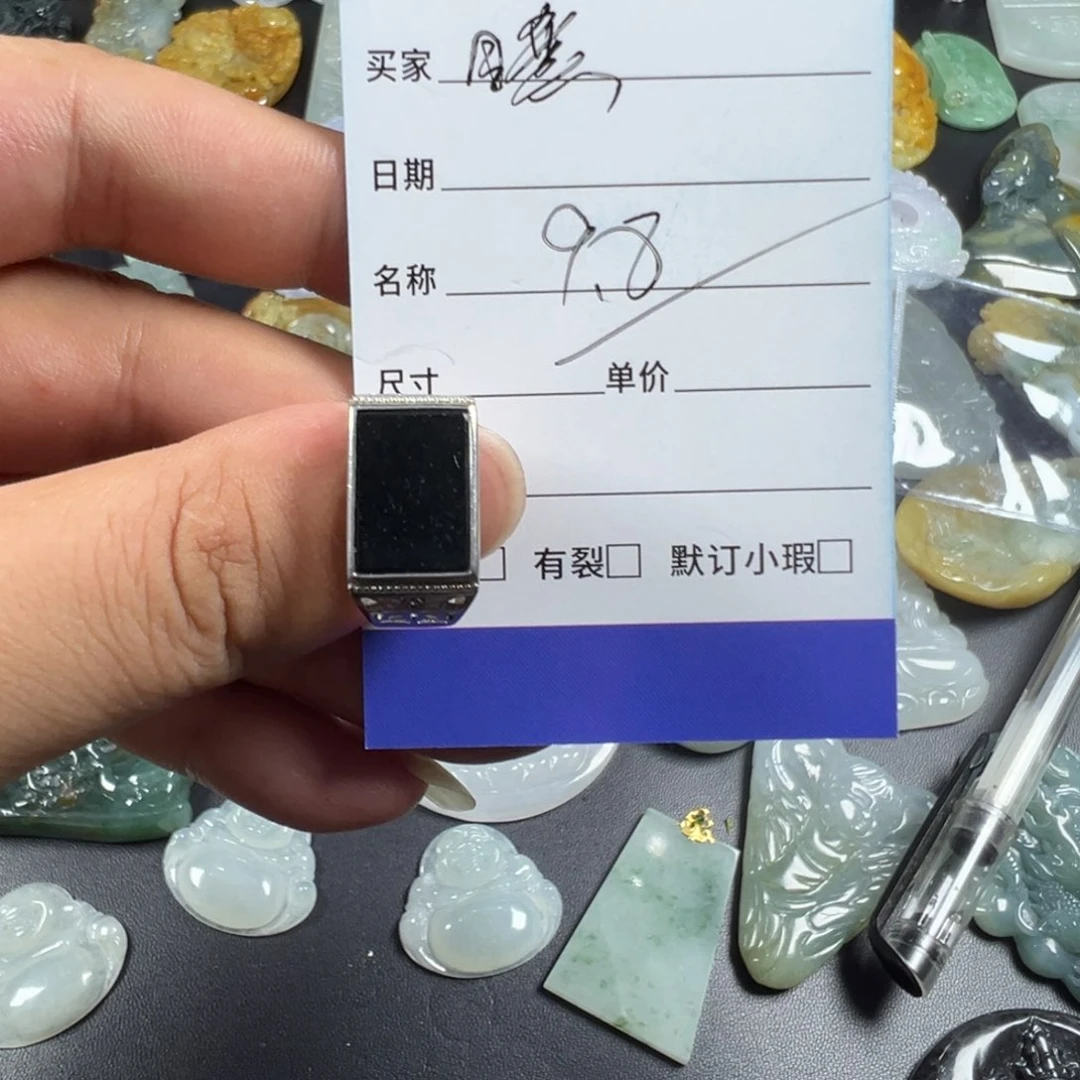 买家
日期
名称 9.8
尺寸 单价
有裂□ 默订小瑕□